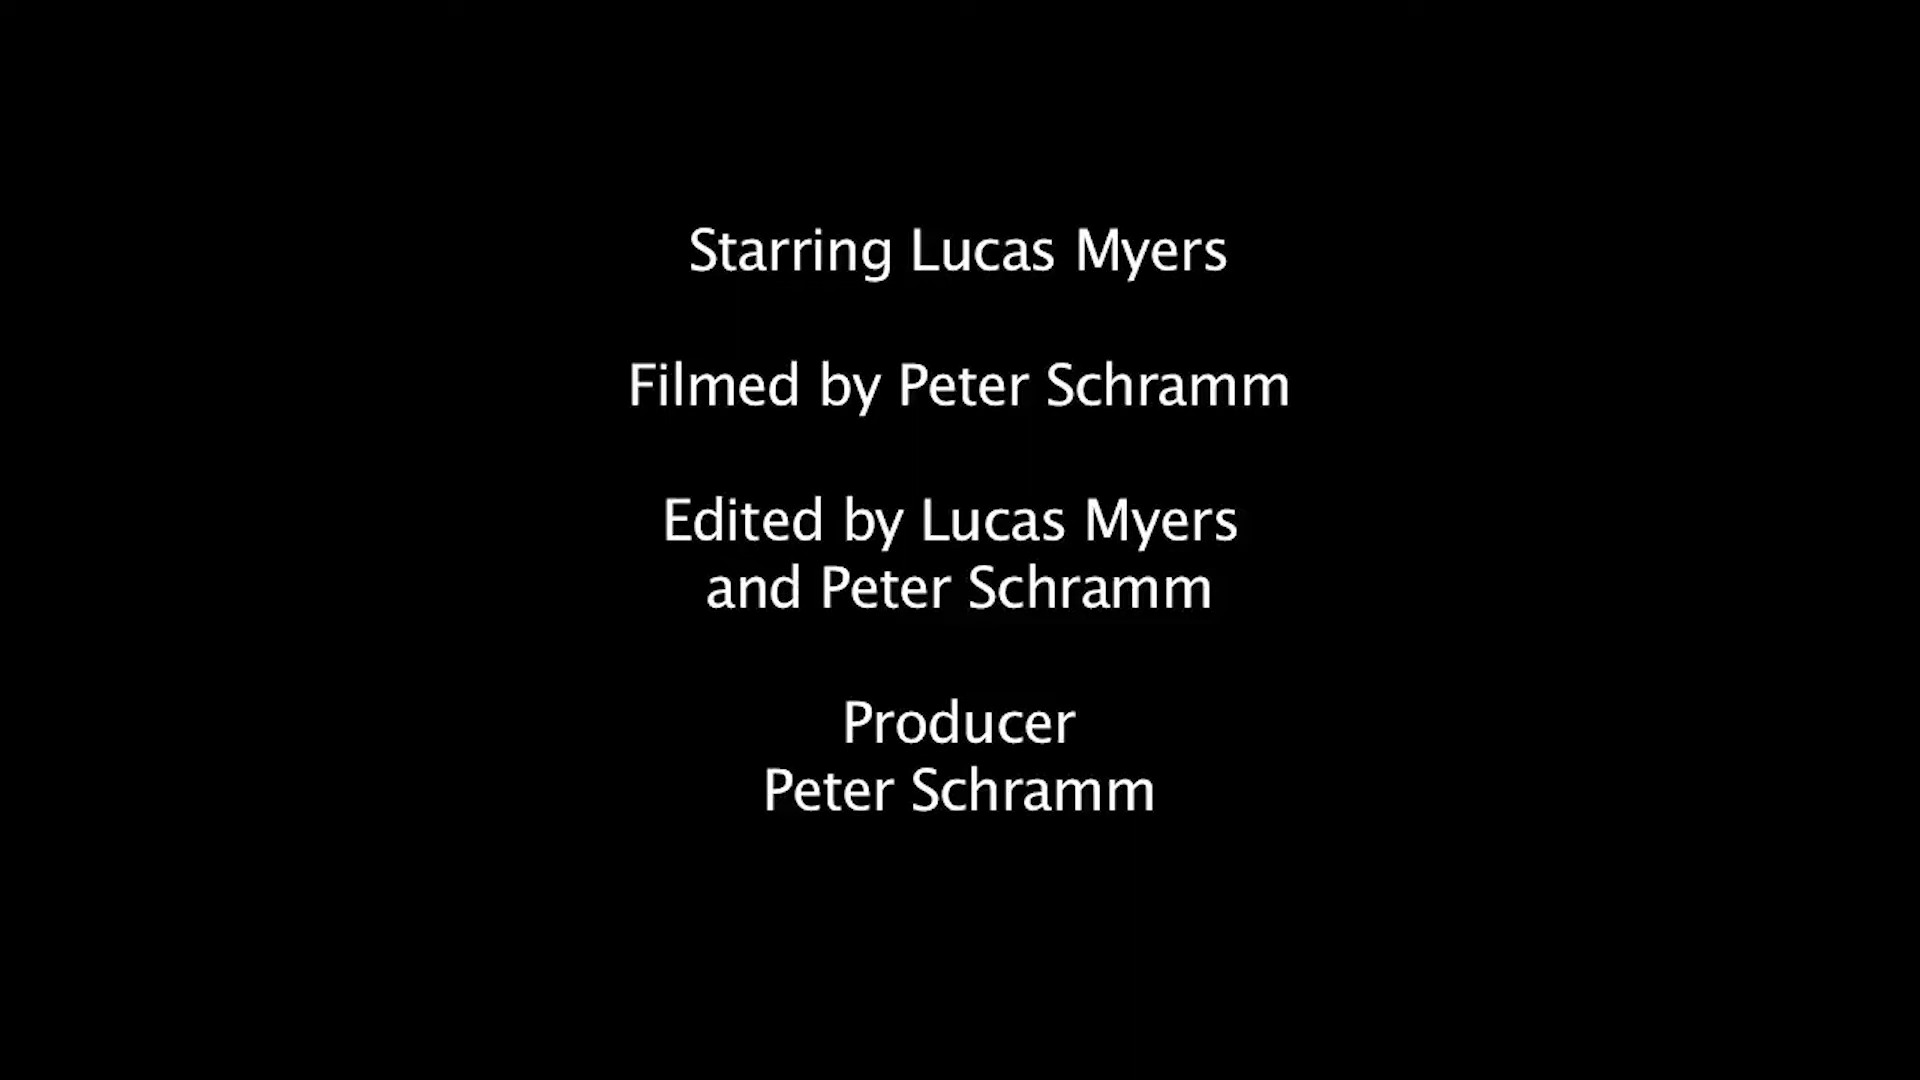 Starring Lucas Myers
Filmed by Peter Schramm
Edited by Lucas Myers
and Peter Schramm
Producer
Peter Schramm